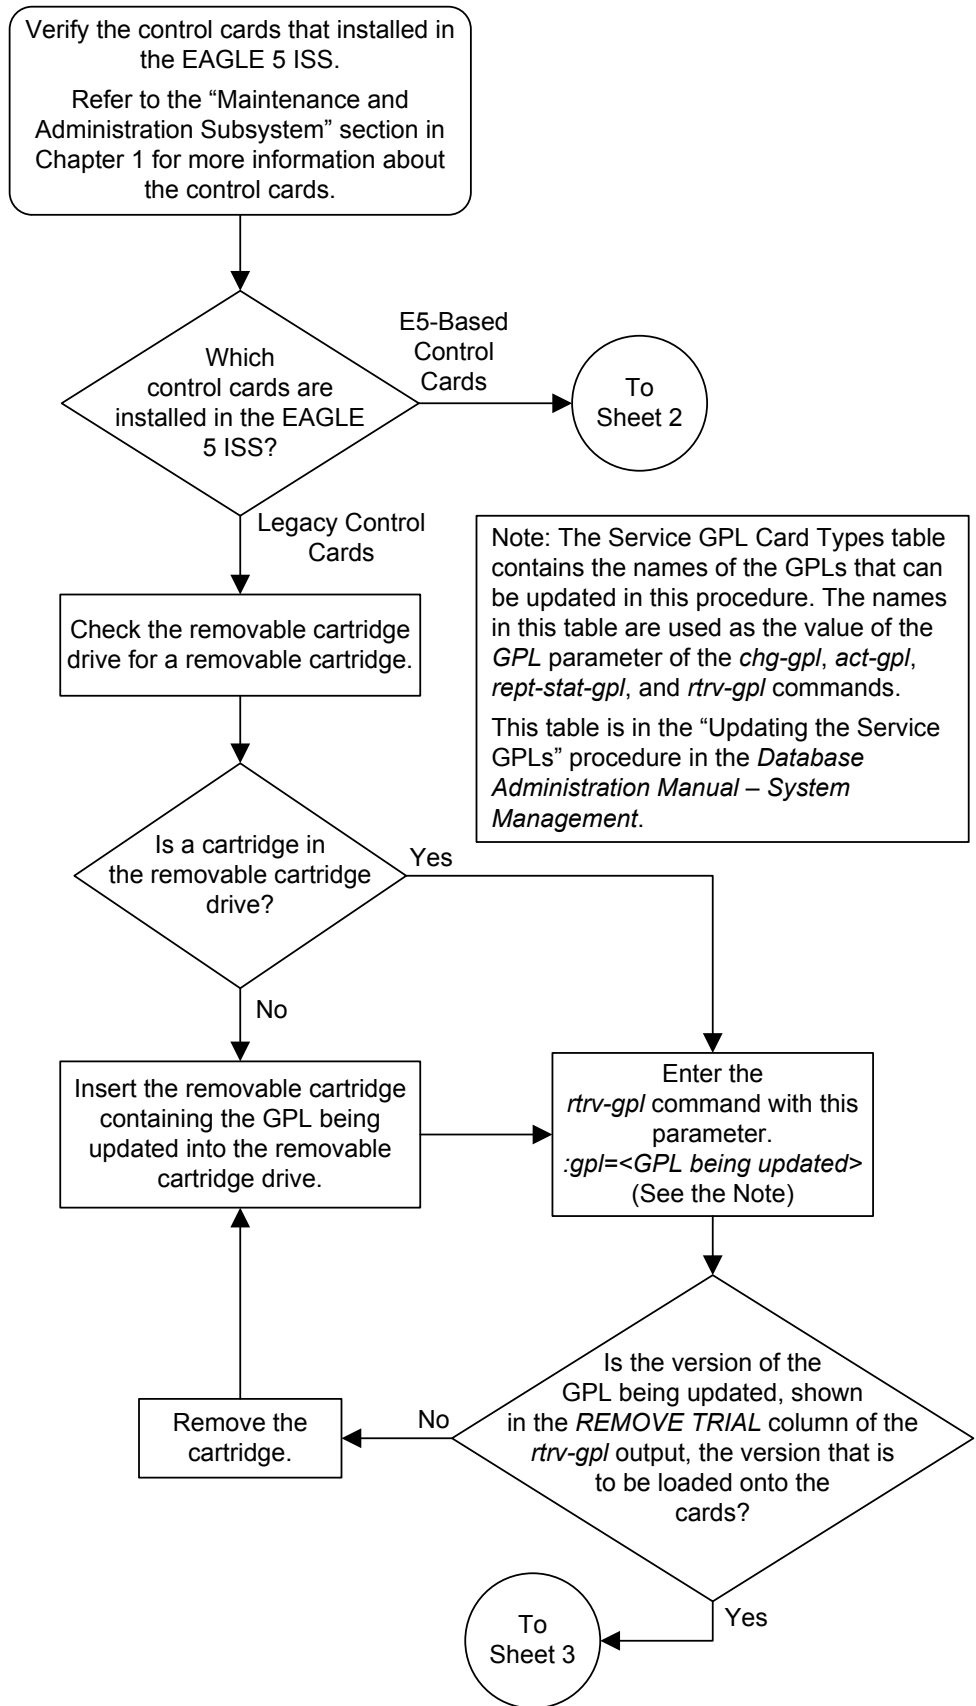 Verify the control cards that installed in
the EAGLE 5 ISS.
Refer to the “Maintenance and
Administration Subsystem” section in
Chapter 1 for more information about
the control cards.
Which
control cards are
installed in the EAGLE
5 ISS?
E5-Based
Control
Cards
To
Sheet 2
Legacy Control
Cards
Note: The Service GPL Card Types table
contains the names of the GPLs that can
be updated in this procedure. The names
in this table are used as the value of the
GPL parameter of the chg-gpl, act-gpl,
rept-stat-gpl, and rtrv-gpl commands.
This table is in the “Updating the Service
GPLs” procedure in the Database
Administration Manual – System
Management.
Check the removable cartridge
drive for a removable cartridge.
Is a cartridge in
the removable cartridge
drive?
Yes
No
Insert the removable cartridge
containing the GPL being
updated into the removable
cartridge drive.
Enter the
rtrv-gpl command with this
parameter.
:gpl=<GPL being updated>
(See the Note)
Is the version of the
GPL being updated, shown
in the REMOVE TRIAL column of the
rtrv-gpl output, the version that is
to be loaded onto the
cards?
No
Remove the
cartridge.
Yes
To
Sheet 3